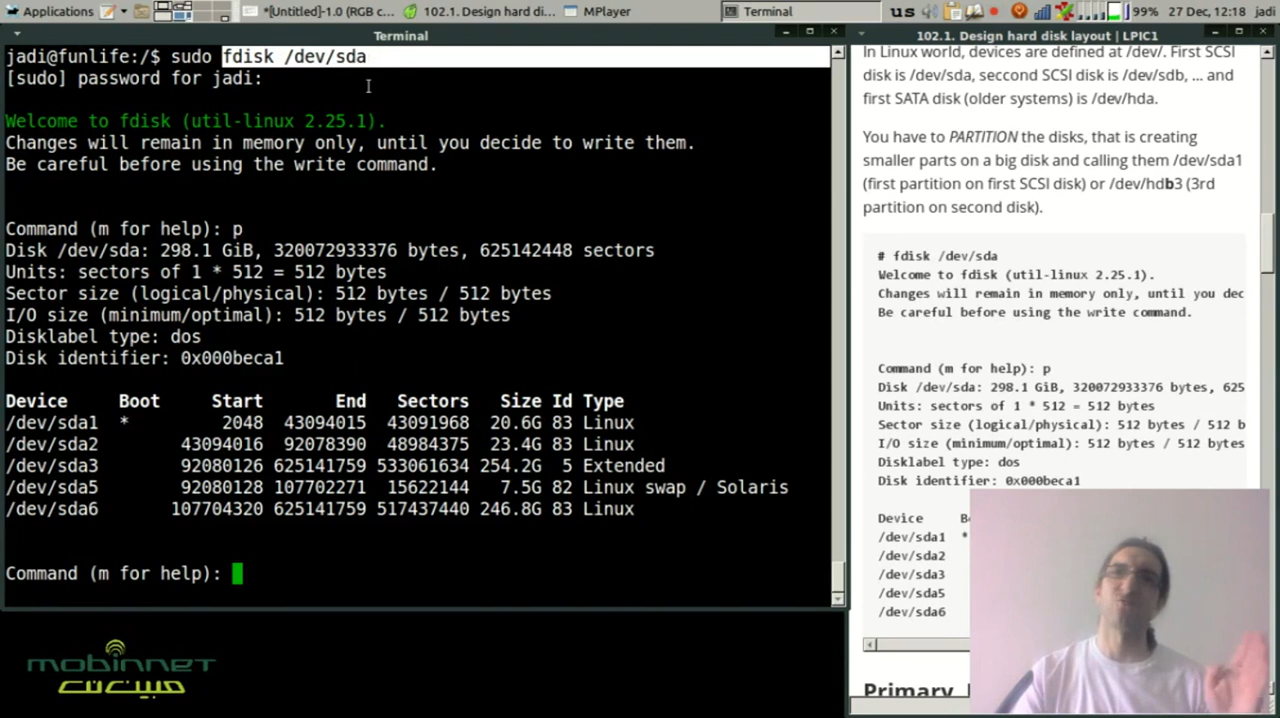 Applications
*[Untitled]-1.0 (RGB c...
102.1. Design hard di...
MPlayer
Terminal
us
99%
27 Dec, 12:18
jadi
Terminal
102.1. Design hard disk layout | LPIC1
jadi@funlife:/$ sudo fdisk /dev/sda
[sudo] password for jadi:
Welcome to fdisk (util-linux 2.25.1).
Changes will remain in memory only, until you decide to write them.
Be careful before using the write command.
Command (m for help): p
Disk /dev/sda: 298.1 GiB, 320072933376 bytes, 625142448 sectors
Units: sectors of 1 * 512 = 512 bytes
Sector size (logical/physical): 512 bytes / 512 bytes
I/O size (minimum/optimal): 512 bytes / 512 bytes
Disklabel type: dos
Disk identifier: 0x000beca1
Device Boot Start End Sectors Size Id Type
/dev/sda1 * 2048 43094015 43091968 20.6G 83 Linux
/dev/sda2 43094016 92078390 48984375 23.4G 83 Linux
/dev/sda3 92080126 625141759 533061634 254.2G 5 Extended
/dev/sda5 92080128 107702271 15622144 7.5G 82 Linux swap / Solaris
/dev/sda6 107704320 625141759 517437440 246.8G 83 Linux
Command (m for help):
mobinnet
مبین نت
In Linux world, devices are defined at /dev/. First SCSI
disk is /dev/sda, seccond SCSI disk is /dev/sdb, ... and
first SATA disk (older systems) is /dev/hda.
You have to PARTITION the disks, that is creating
smaller parts on a big disk and calling them /dev/sda1
(first partition on first SCSI disk) or /dev/hdb3 (3rd
partition on second disk).
# fdisk /dev/sda
Welcome to fdisk (util-linux 2.25.1).
Changes will remain in memory only, until you dec
Be careful before using the write command.
Command (m for help): p
Disk /dev/sda: 298.1 GiB, 320072933376 bytes, 625
Units: sectors of 1 * 512 = 512 bytes
Sector size (logical/physical): 512 bytes / 512 b
I/O size (minimum/optimal): 512 bytes / 512 bytes
Disklabel type: dos
Disk identifier: 0x000beca1
Device B
/dev/sda1 *
/dev/sda2
/dev/sda3
/dev/sda5
/dev/sda6
Primary